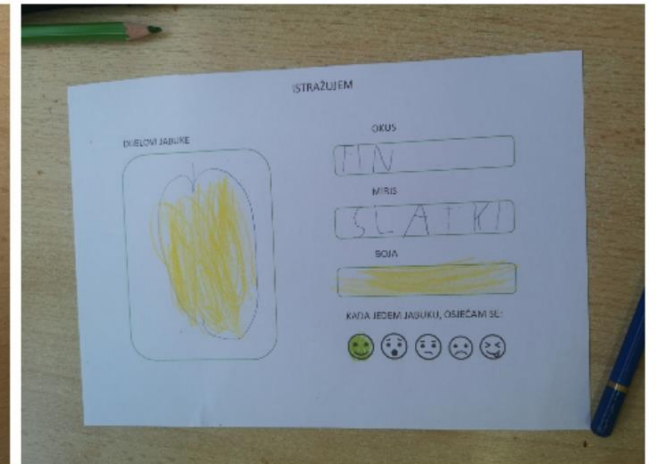 ISTRAŽUJEM
DIJELOVI JABUKE
OKUS
FIN
MIRIS
SLATKI
BOJA
KADA JEDEM JABUKU, OSJEĆAM SE: